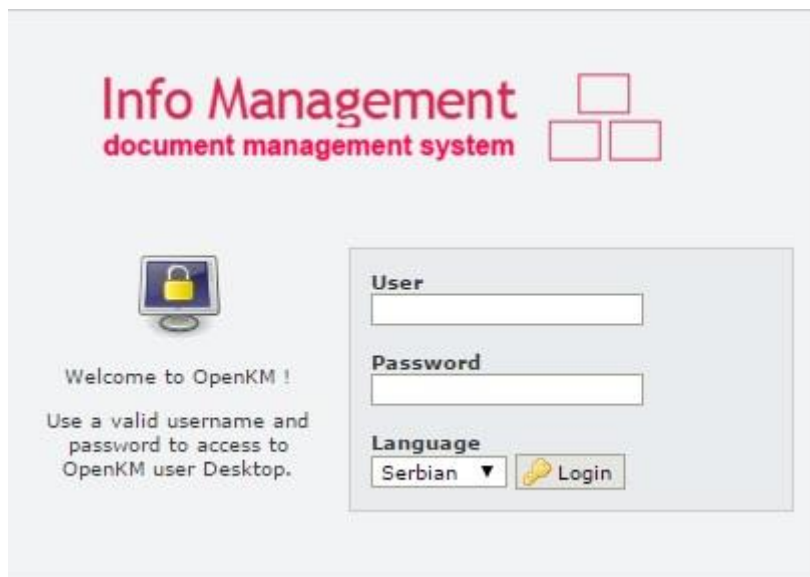 Info Management
document management system
Welcome to OpenKM !
Use a valid username and
password to access to
OpenKM user Desktop.
User
Password
Language
Serbian ▼ Login